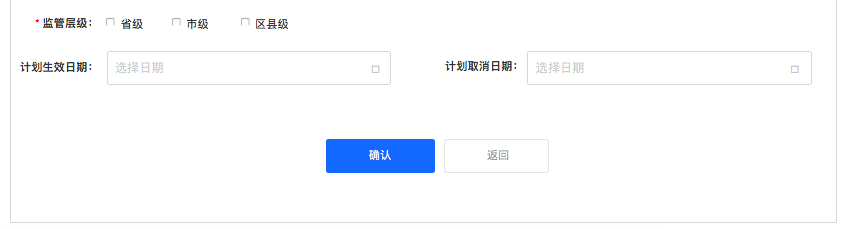 * 监管层级： 省级 市级 区县级
计划生效日期： 选择日期 计划取消日期： 选择日期
确认 返回